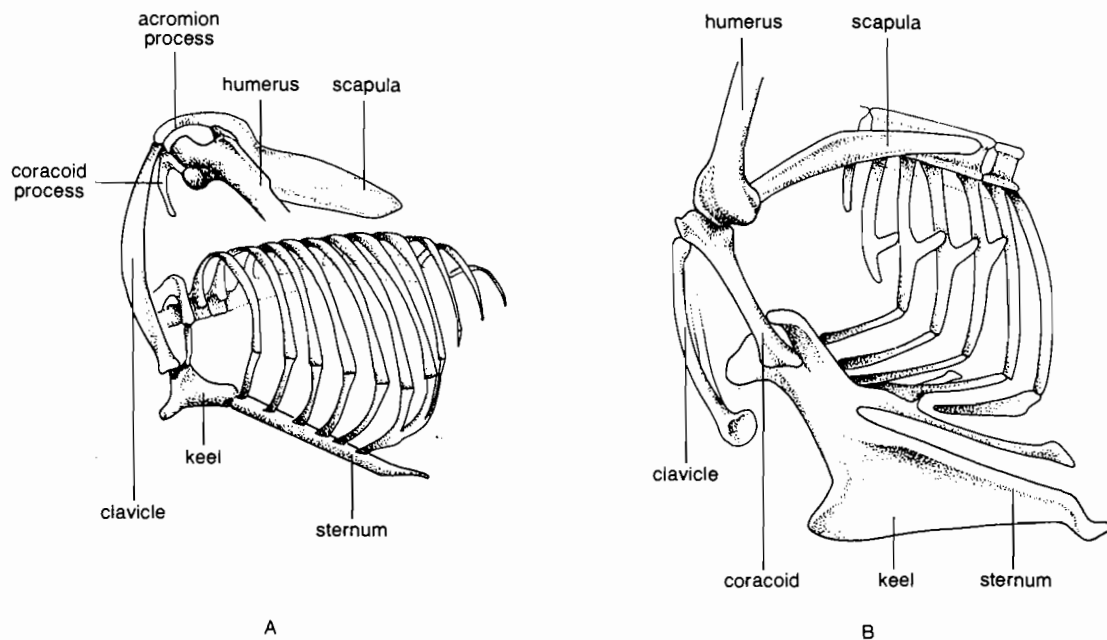 acromion
process
humerus
scapula
coracoid
process
keel
clavicle
sternum
A
humerus
scapula
clavicle
coracoid
keel
sternum
B